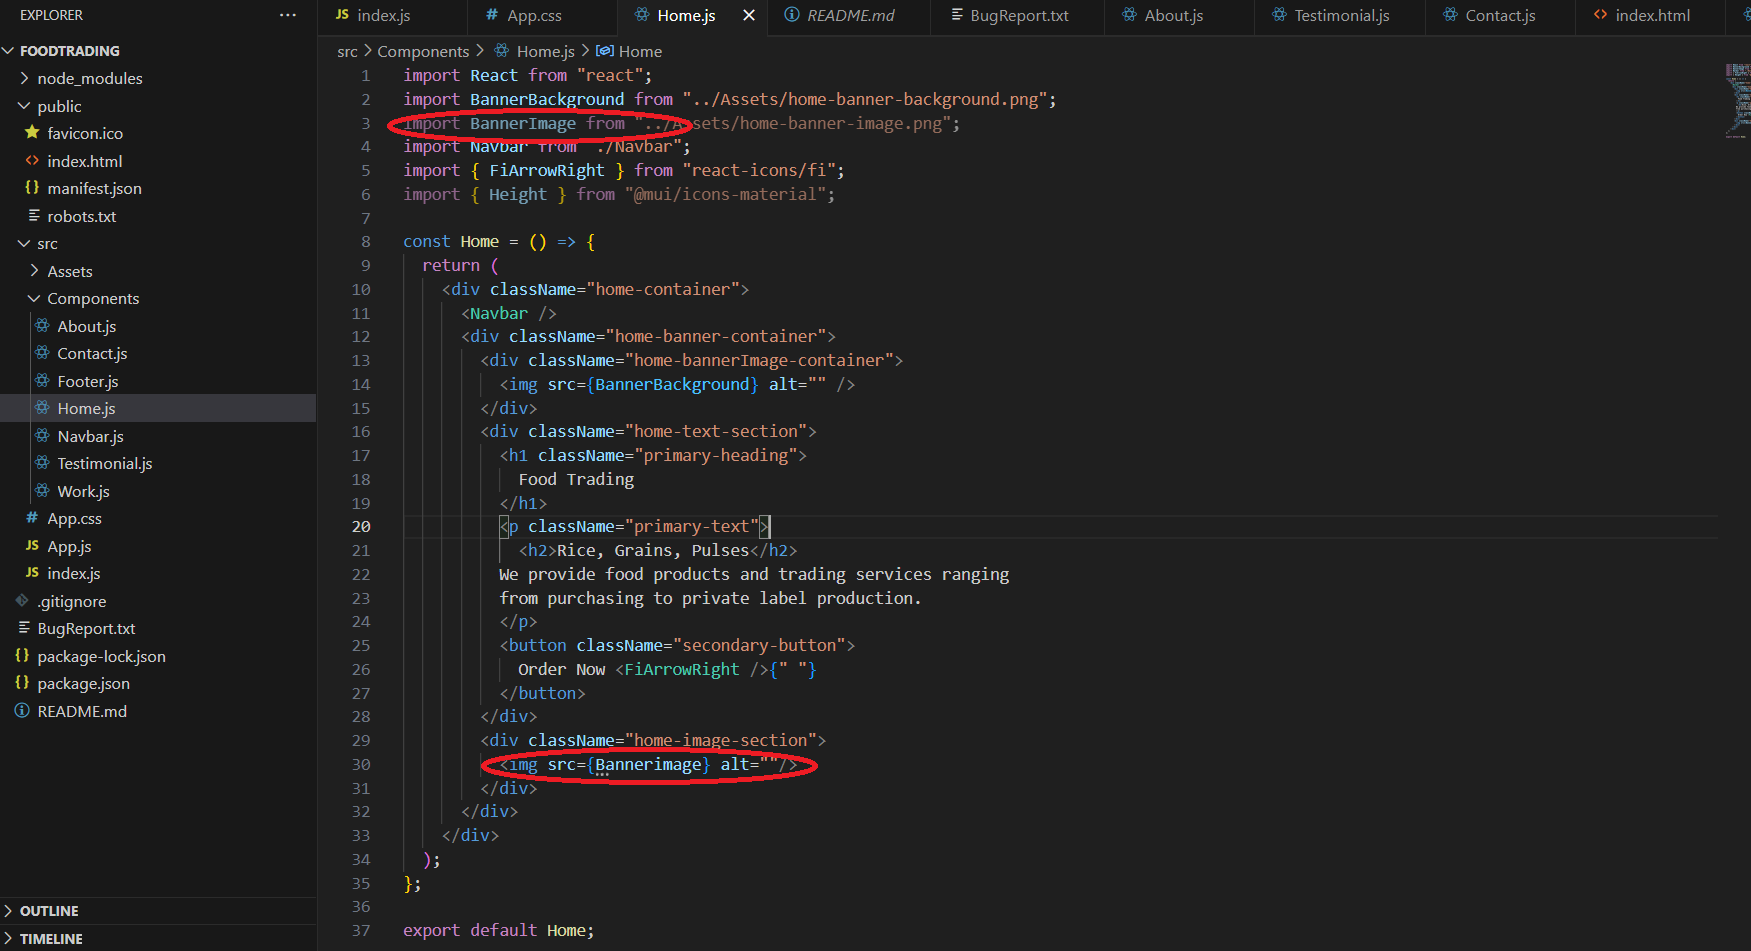 EXPLORER
···
FOODTRADING
node_modules
public
favicon.ico
index.html
manifest.json
robots.txt
src
Assets
Components
About.js
Contact.js
Footer.js
Home.js
Navbar.js
Testimonial.js
Work.js
App.css
JS App.js
JS index.js
.gitignore
BugReport.txt
package-lock.json
package.json
README.md
OUTLINE
TIMELINE
JS index.js
# App.css
Home.js
README.md
BugReport.txt
About.js
Testimonial.js
Contact.js
index.html
src > Components > Home.js > Home
1 import React from "react";
2 import BannerBackground from "../Assets/home-banner-background.png";
3 import BannerImage from "../Assets/home-banner-image.png";
4 import Navbar from "./Navbar";
5 import { FiArrowRight } from "react-icons/fi";
6 import { Height } from "@mui/icons-material";
7
8 const Home = () => {
9 return (
10 <div className="home-container">
11 <Navbar />
12 <div className="home-banner-container">
13 <div className="home-bannerImage-container">
14 <img src={BannerBackground} alt="" />
15 </div>
16 <div className="home-text-section">
17 <h1 className="primary-heading">
18 Food Trading
19 </h1>
20 <p className="primary-text">
21 <h2>Rice, Grains, Pulses</h2>
22 We provide food products and trading services ranging
23 from purchasing to private label production.
24 </p>
25 <button className="secondary-button">
26 Order Now <FiArrowRight />{" "}
27 </button>
28 </div>
29 <div className="home-image-section">
30 <img src={Bannerimage} alt=""/>
31 </div>
32 </div>
33 </div>
34 );
35 };
36
37 export default Home;